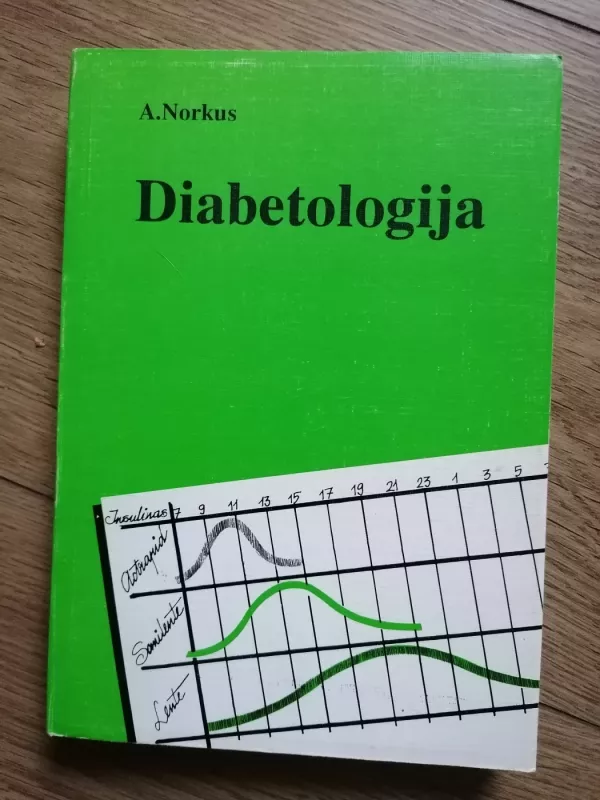 A.Norkus
Diabetologija
Insulinas 7 9 11 13 15 17 19 21 23 1 3 5
Actrapid
Semilente
Lente